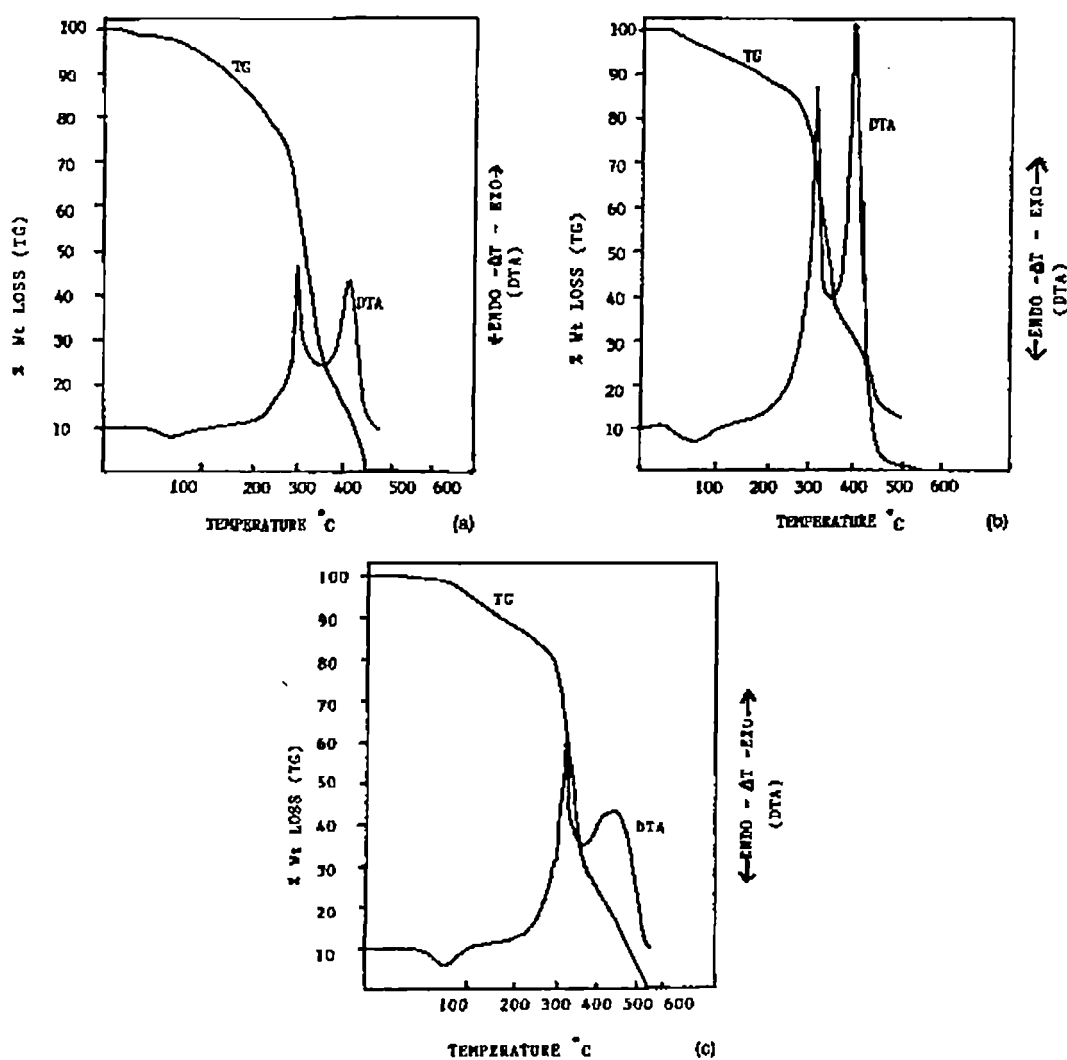 100
90
80
70
60
50
40
30
20
10
% Wt LOSS (TG)
TG
DTA
ENDO -ΔT - EXO
(DTA)
100 200 300 400 500 600
TEMPERATURE °C
(a)
100
90
80
70
60
50
40
30
20
10
% Wt LOSS (TG)
TG
DTA
ENDO -ΔT - EXO
(DTA)
100 200 300 400 500 600
TEMPERATURE °C
(b)
100
90
80
70
60
50
40
30
20
10
% Wt LOSS (TG)
TG
DTA
ENDO - ΔT -EXO
(DTA)
100 200 300 400 500 600
TEMPERATURE °C
(c)